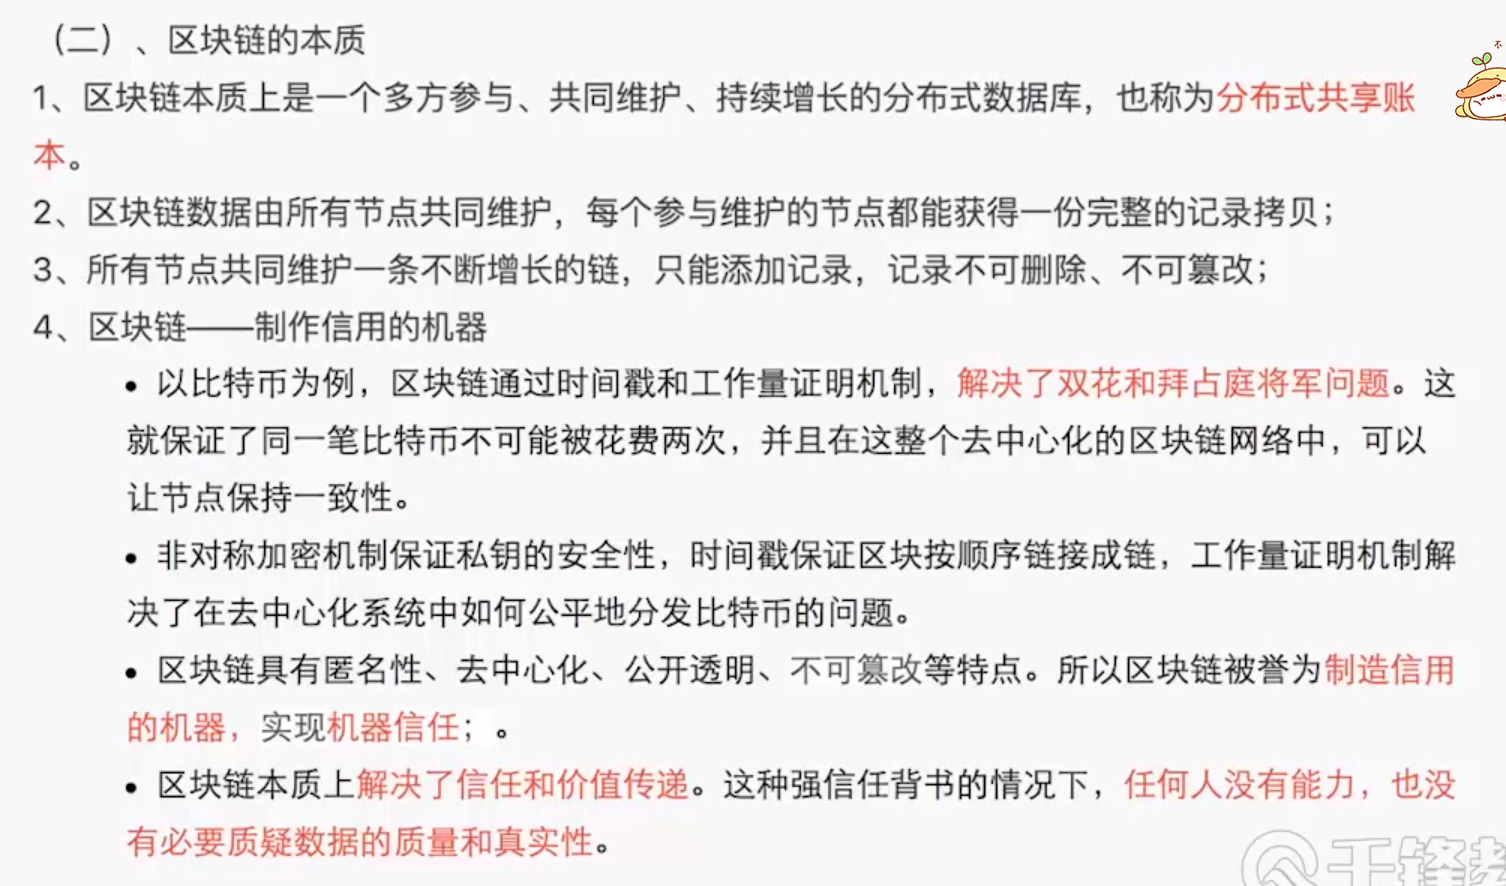 （二）、区块链的本质
1、区块链本质上是一个多方参与、共同维护、持续增长的分布式数据库，也称为分布式共享账
本。
2、区块链数据由所有节点共同维护，每个参与维护的节点都能获得一份完整的记录拷贝；
3、所有节点共同维护一条不断增长的链，只能添加记录，记录不可删除、不可篡改；
4、区块链——制作信用的机器
• 以比特币为例，区块链通过时间戳和工作量证明机制，解决了双花和拜占庭将军问题。这
就保证了同一笔比特币不可能被花费两次，并且在这整个去中心化的区块链网络中，可以
让节点保持一致性。
• 非对称加密机制保证私钥的安全性，时间戳保证区块按顺序链接成链，工作量证明机制解
决了在去中心化系统中如何公平地分发比特币的问题。
• 区块链具有匿名性、去中心化、公开透明、不可篡改等特点。所以区块链被誉为制造信用
的机器，实现机器信任；。
• 区块链本质上解决了信任和价值传递。这种强信任背书的情况下，任何人没有能力，也没
有必要质疑数据的质量和真实性。
千锋教